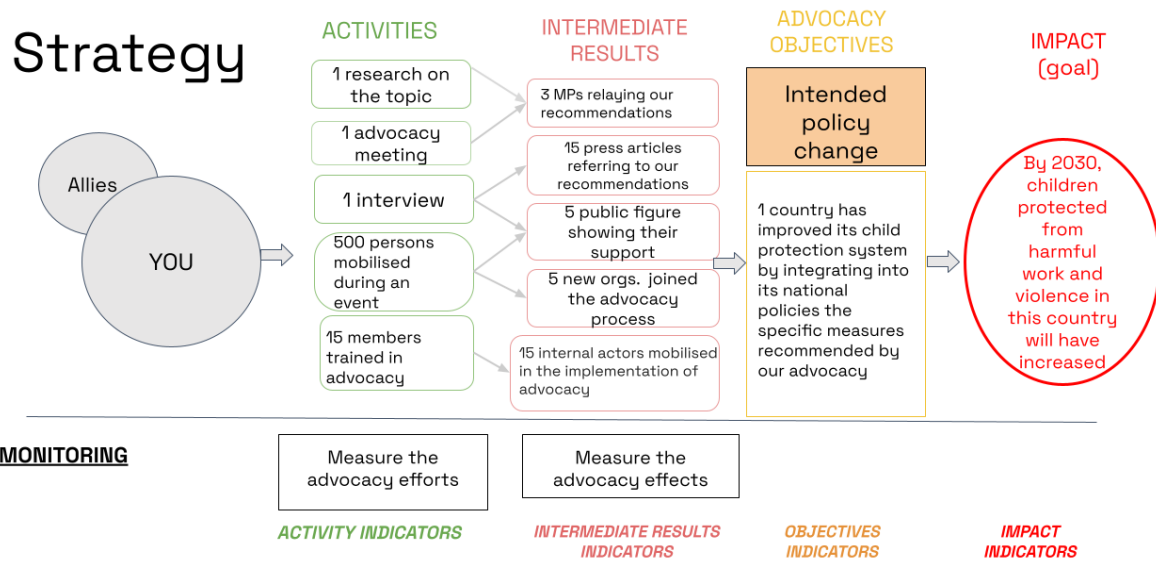 Strategy
Allies
YOU
ACTIVITIES
1 research on
the topic
1 advocacy
meeting
1 interview
500 persons
mobilised
during an
event
15 members
trained in
advocacy
INTERMEDIATE
RESULTS
3 MPs relaying our
recommendations
15 press articles
referring to our
recommendations
5 public figure
showing their
support
5 new orgs. joined
the advocacy
process
15 internal actors mobilised
in the implementation of
advocacy
ADVOCACY
OBJECTIVES
Intended
policy
change
1 country has
improved its child
protection system
by integrating into
its national
policies the
specific measures
recommended by
our advocacy
IMPACT
(goal)
By 2030,
children
protected
from
harmful
work and
violence in
this country
will have
increased
MONITORING
Measure the
advocacy efforts
Measure the
advocacy effects
ACTIVITY INDICATORS
INTERMEDIATE RESULTS
INDICATORS
OBJECTIVES
INDICATORS
IMPACT
INDICATORS